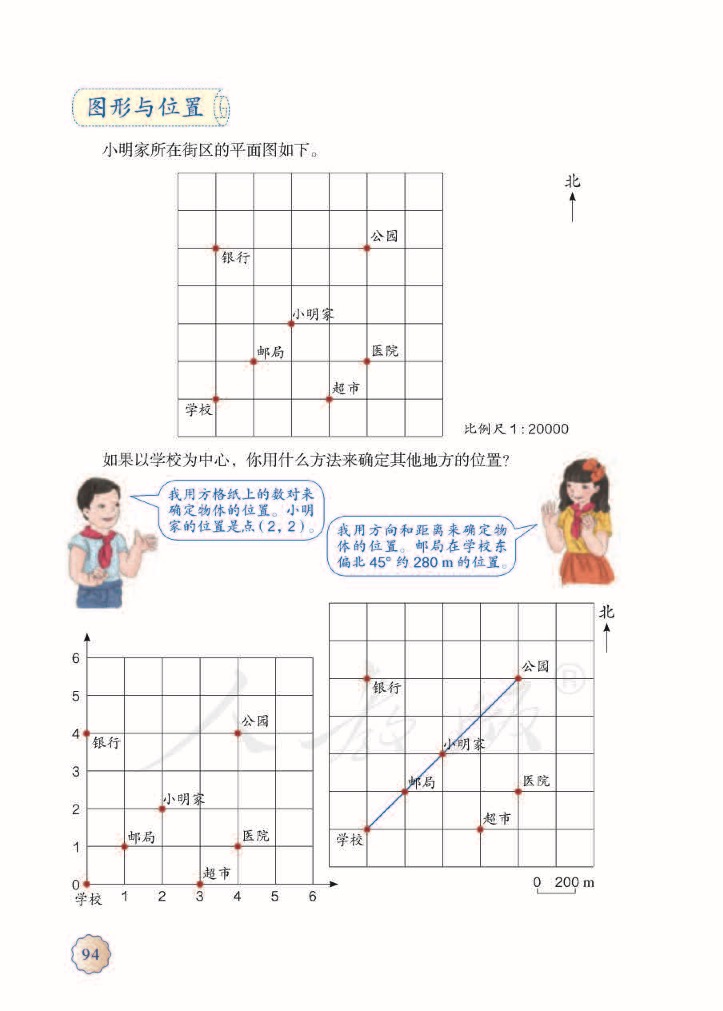 图形与位置
小明家所在街区的平面图如下。
北
公园
银行
小明家
邮局
医院
超市
学校
比例尺 1:20000
如果以学校为中心，你用什么方法来确定其他地方的位置?
我用方格纸上的数对来
确定物体的位置。小明
家的位置是点(2，2)。
我用方向和距离来确定物
体的位置。邮局在学校东
偏北 45° 约 280 m 的位置。
6
5
4
3
2
1
0
公园
银行
小明家
邮局
医院
超市
学校
1 2 3 4 5 6
北
公园
银行
小明家
邮局
医院
超市
学校
0 200 m
人教版®
94